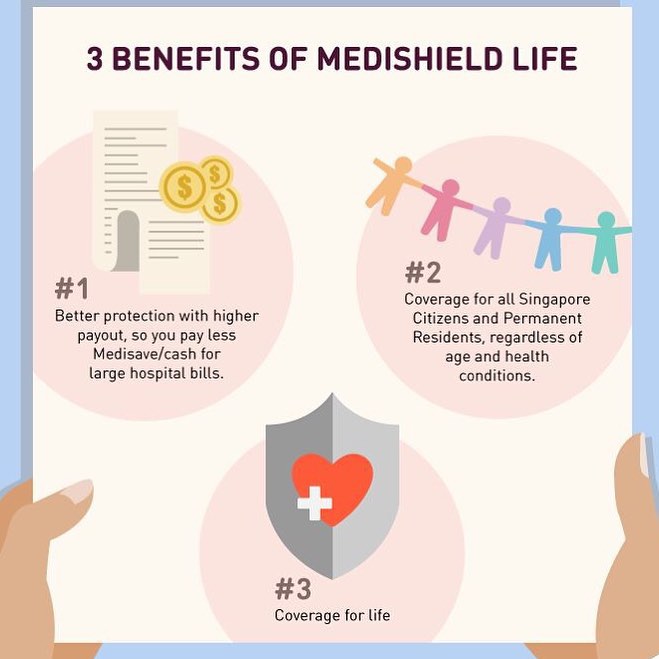 3 BENEFITS OF MEDISHIELD LIFE
#1
Better protection with higher
payout, so you pay less
Medisave/cash for
large hospital bills.
#2
Coverage for all Singapore
Citizens and Permanent
Residents, regardless of
age and health
conditions.
#3
Coverage for life